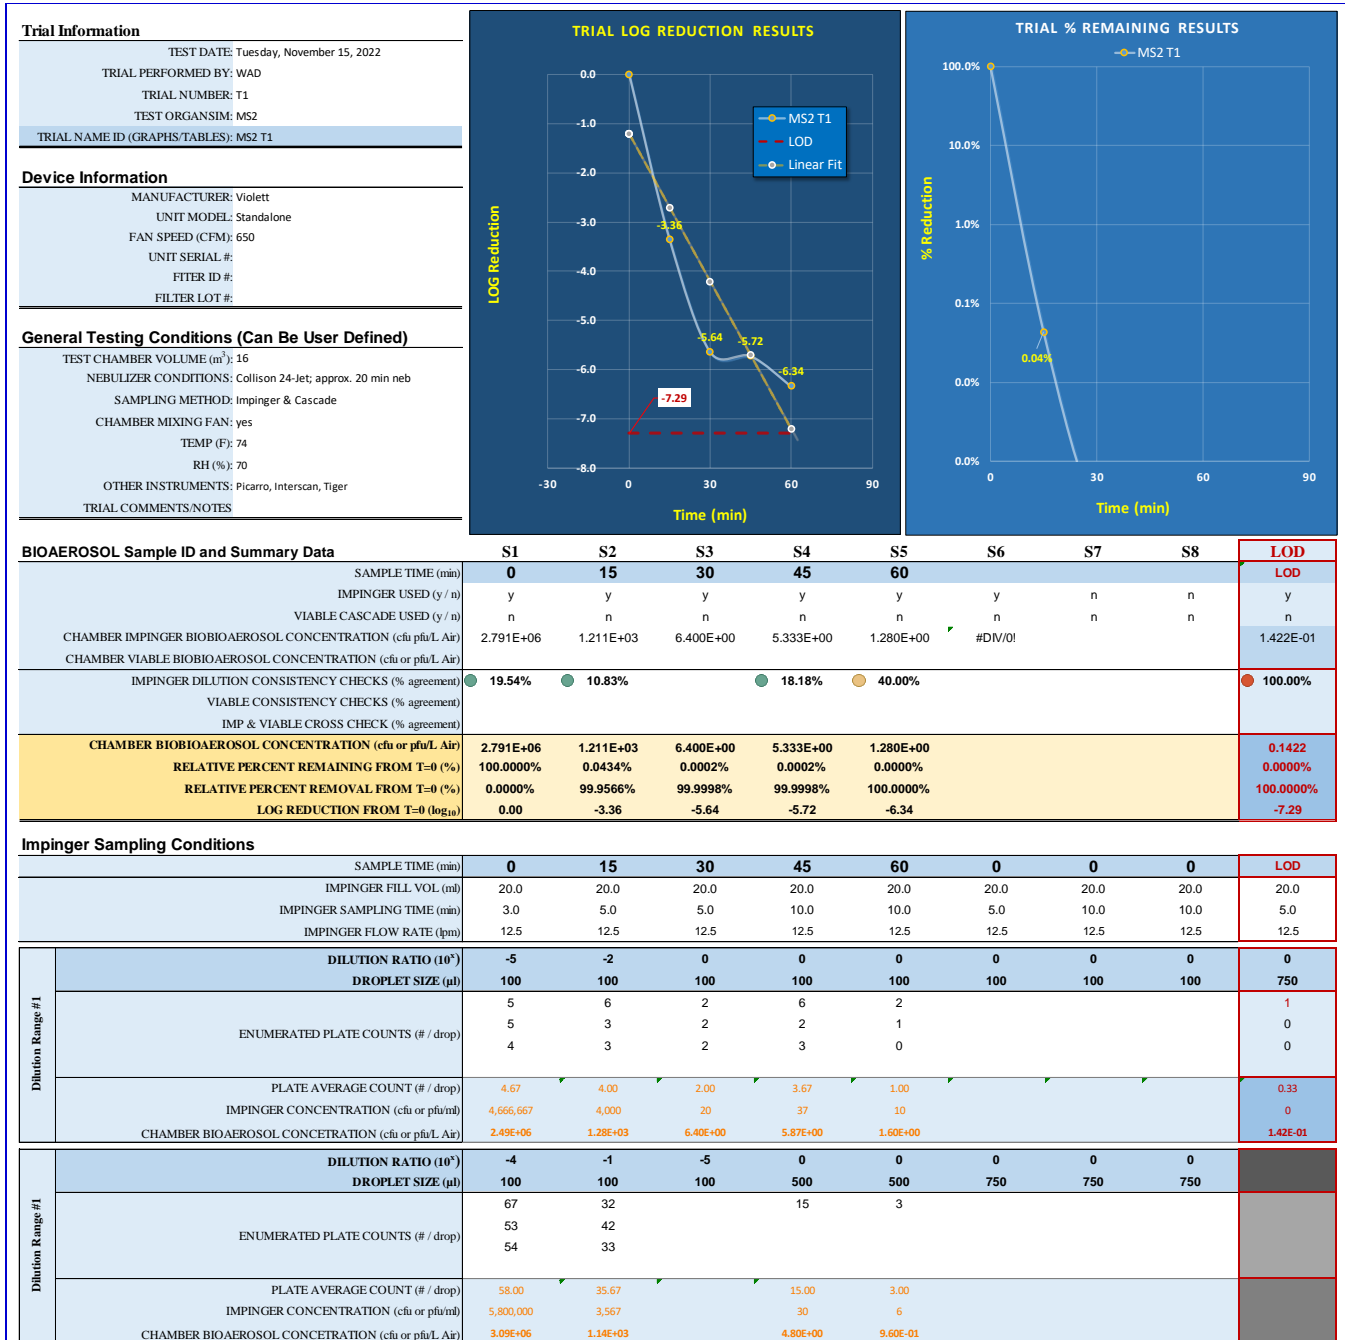 Trial Information
TEST DATE: Tuesday, November 15, 2022
TRIAL PERFORMED BY: WAD
TRIAL NUMBER: T1
TEST ORGANSIM: MS2
TRIAL NAME ID (GRAPHS/TABLES): MS2 T1
Device Information
MANUFACTURER: Violett
UNIT MODEL: Standalone
FAN SPEED (CFM): 650
UNIT SERIAL #:
FITER ID #:
FILTER LOT #:
General Testing Conditions (Can Be User Defined)
TEST CHAMBER VOLUME (m³): 16
NEBULIZER CONDITIONS: Collison 24-Jet; approx. 20 min neb
SAMPLING METHOD: Impinger & Cascade
CHAMBER MIXING FAN: yes
TEMP (F): 74
RH (%): 70
OTHER INSTRUMENTS: Picarro, Interscan, Tiger
TRIAL COMMENTS/NOTES
TRIAL LOG REDUCTION RESULTS
0.0
-1.0
-2.0
-3.0
-4.0
-5.0
-6.0
-7.0
-8.0
LOG Reduction
MS2 T1
LOD
Linear Fit
-3.36
-5.64
-5.72
-6.34
-7.29
-30 0 30 60 90
Time (min)
TRIAL % REMAINING RESULTS
MS2 T1
100.0%
10.0%
1.0%
0.1%
0.0%
0.0%
% Reduction
0.04%
0 30 60 90
Time (min)
BIOAEROSOL Sample ID and Summary Data S1 S2 S3 S4 S5 S6 S7 S8 LOD
SAMPLE TIME (min) 0 15 30 45 60 LOD
IMPINGER USED (y / n) y y y y y y n n y
VIABLE CASCADE USED (y / n) n n n n n n n n n
CHAMBER IMPINGER BIOBIOAEROSOL CONCENTRATION (cfu pfu/L Air) 2.791E+06 1.211E+03 6.400E+00 5.333E+00 1.280E+00 #DIV/0! 1.422E-01
CHAMBER VIABLE BIOBIOAEROSOL CONCENTRATION (cfu or pfu/L Air)
IMPINGER DILUTION CONSISTENCY CHECKS (% agreement) 19.54% 10.83% 18.18% 40.00% 100.00%
VIABLE CONSISTENCY CHECKS (% agreement)
IMP & VIABLE CROSS CHECK (% agreement)
CHAMBER BIOBIOAEROSOL CONCENTRATION (cfu or pfu/L Air) 2.791E+06 1.211E+03 6.400E+00 5.333E+00 1.280E+00 0.1422
RELATIVE PERCENT REMAINING FROM T=0 (%) 100.0000% 0.0434% 0.0002% 0.0002% 0.0000% 0.0000%
RELATIVE PERCENT REMOVAL FROM T=0 (%) 0.0000% 99.9566% 99.9998% 99.9998% 100.0000% 100.0000%
LOG REDUCTION FROM T=0 (log₁₀) 0.00 -3.36 -5.64 -5.72 -6.34 -7.29
Impinger Sampling Conditions
SAMPLE TIME (min) 0 15 30 45 60 0 0 0 LOD
IMPINGER FILL VOL (ml) 20.0 20.0 20.0 20.0 20.0 20.0 20.0 20.0 20.0
IMPINGER SAMPLING TIME (min) 3.0 5.0 5.0 10.0 10.0 5.0 10.0 10.0 5.0
IMPINGER FLOW RATE (lpm) 12.5 12.5 12.5 12.5 12.5 12.5 12.5 12.5 12.5
Dilution Range #1
DILUTION RATIO (10ˣ) -5 -2 0 0 0 0 0 0 0
DROPLET SIZE (µl) 100 100 100 100 100 100 100 100 750
5 6 2 6 2 1
ENUMERATED PLATE COUNTS (# / drop) 5 3 2 2 1 0
4 3 2 3 0 0
PLATE AVERAGE COUNT (# / drop) 4.67 4.00 2.00 3.67 1.00 0.33
IMPINGER CONCENTRATION (cfu or pfu/ml) 4,666,667 4,000 20 37 10 0
CHAMBER BIOAEROSOL CONCETRATION (cfu or pfu/L Air) 2.49E+06 1.28E+03 6.40E+00 5.87E+00 1.60E+00 1.42E-01
Dilution Range #1
DILUTION RATIO (10ˣ) -4 -1 -5 0 0 0 0 0
DROPLET SIZE (µl) 100 100 100 500 500 750 750 750
67 32 15 3
ENUMERATED PLATE COUNTS (# / drop) 53 42
54 33
PLATE AVERAGE COUNT (# / drop) 58.00 35.67 15.00 3.00
IMPINGER CONCENTRATION (cfu or pfu/ml) 5,800,000 3,567 30 6
CHAMBER BIOAEROSOL CONCETRATION (cfu or pfu/L Air) 3.09E+06 1.14E+03 4.80E+00 9.60E-01